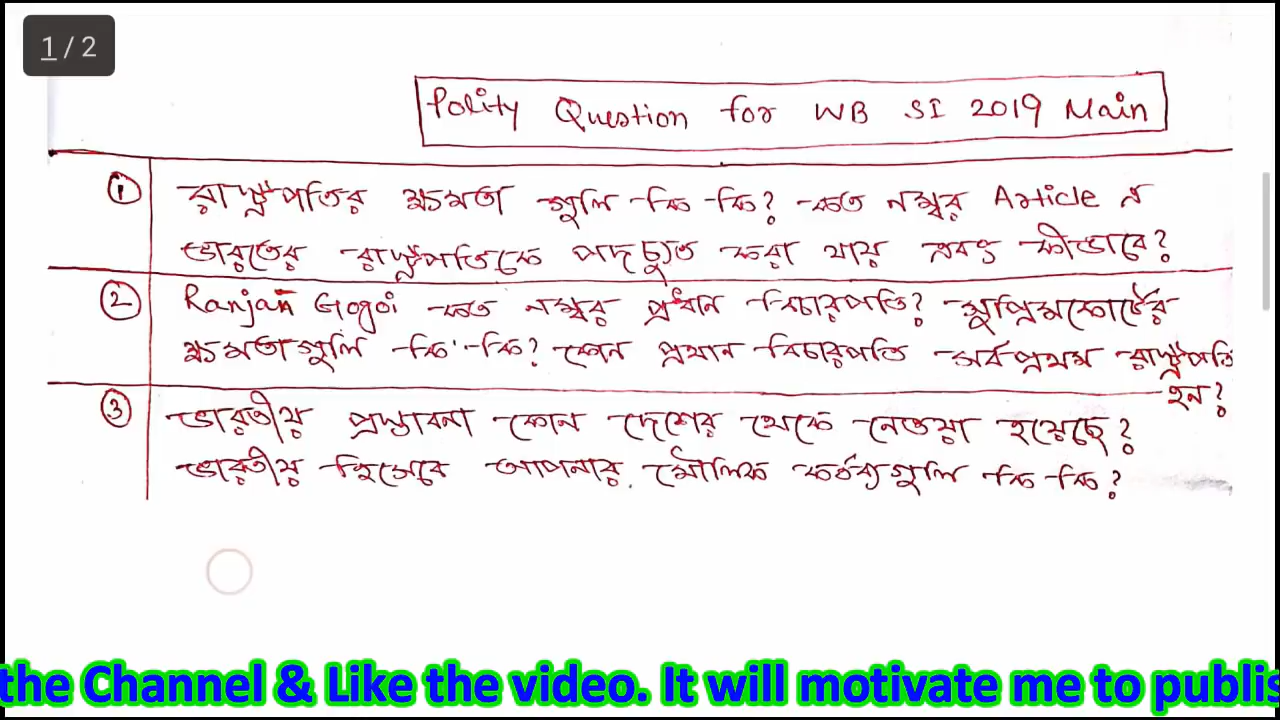 1 / 2
Polity Question for WB SI 2019 Main
① রাষ্ট্রপতির ক্ষমতা গুলি কি কি? কত নম্বর Article এ
ভারতের রাষ্ট্রপতিকে পদচ্যুত করা যায় এবং কীভাবে?
② Ranjan Gogoi কত নম্বর প্রধান বিচারপতি? সুপ্রিমকোর্টের
ক্ষমতাগুলি কি কি? কোন প্রধান বিচারপতি সর্বপ্রথম রাষ্ট্রপতি
হন?
③ ভারতীয় প্রস্তাবনা কোন দেশের থেকে নেওয়া হয়েছে?
ভারতীয় হিসেবে আপনার মৌলিক কর্তব্যগুলি কি কি?
the Channel & Like the video. It will motivate me to publis